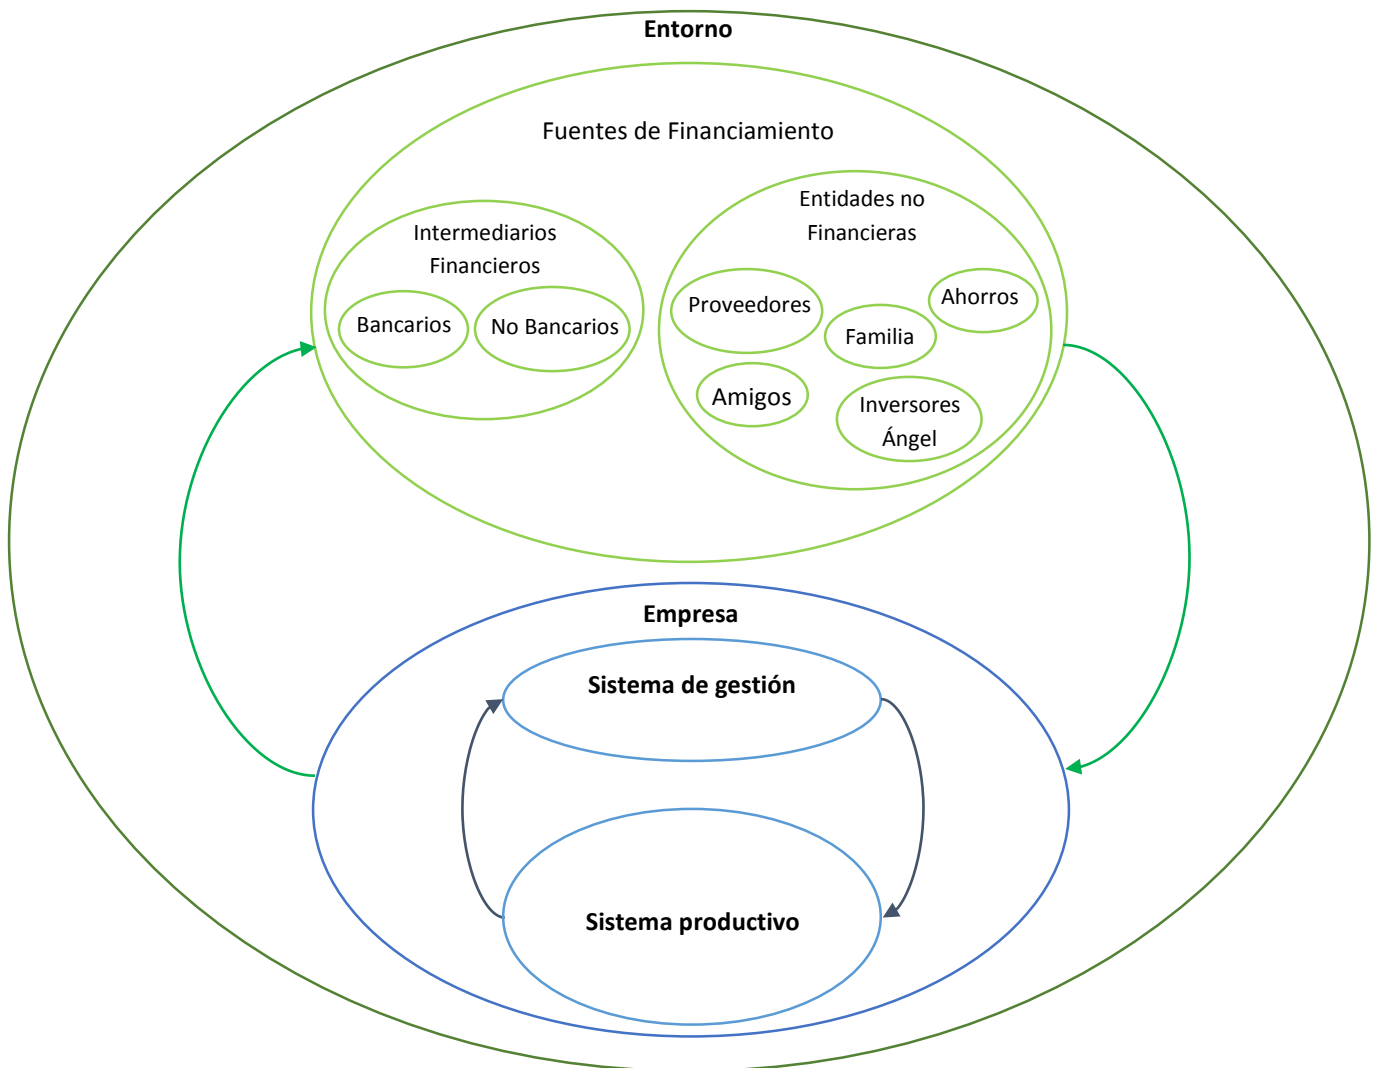 Entorno
Fuentes de Financiamiento
Intermediarios
Financieros
Bancarios
No Bancarios
Entidades no
Financieras
Proveedores
Ahorros
Familia
Amigos
Inversores
Ángel
Empresa
Sistema de gestión
Sistema productivo